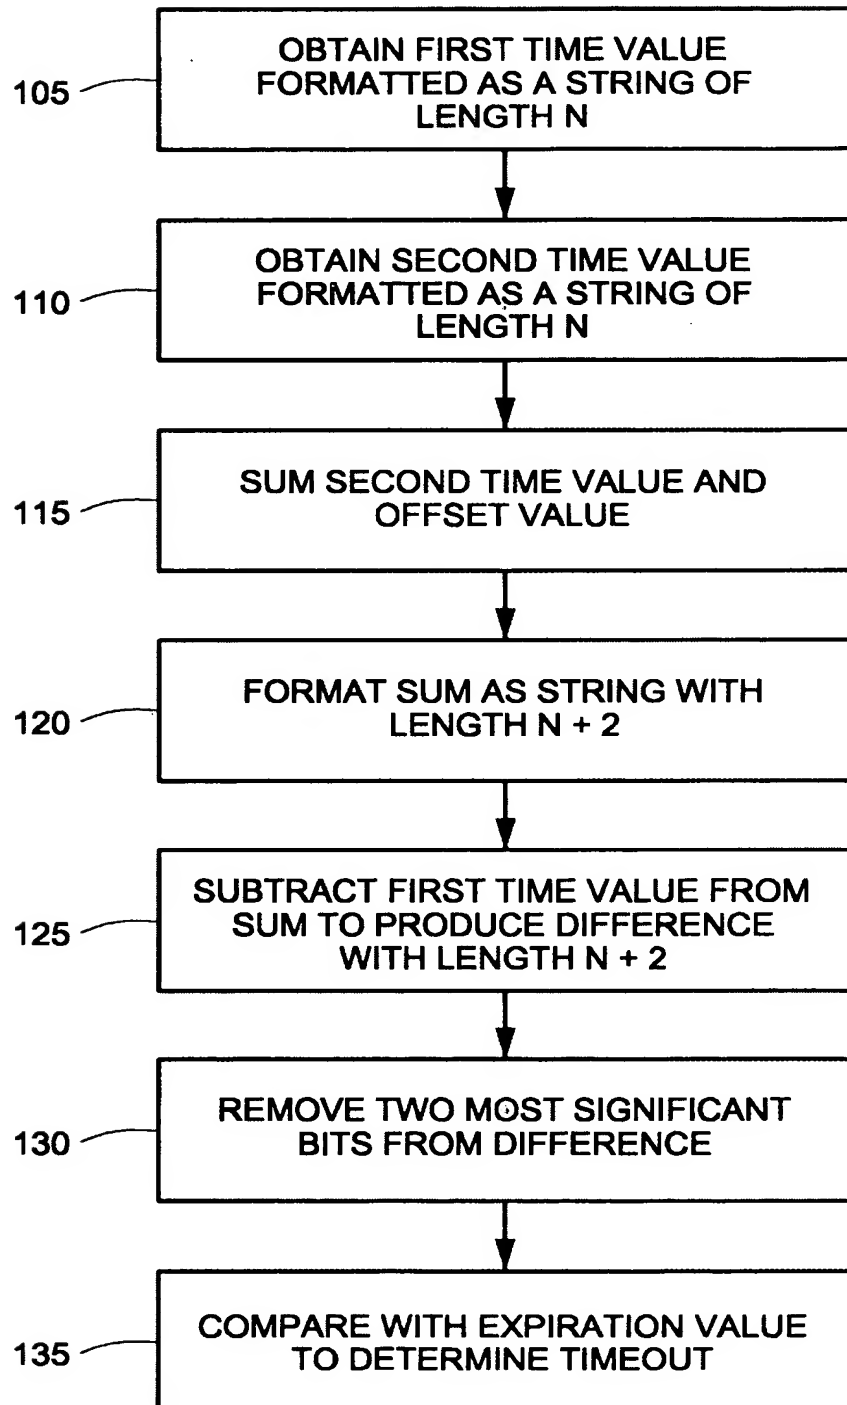 105
OBTAIN FIRST TIME VALUE
FORMATTED AS A STRING OF
LENGTH N
110
OBTAIN SECOND TIME VALUE
FORMATTED AS A STRING OF
LENGTH N
115
SUM SECOND TIME VALUE AND
OFFSET VALUE
120
FORMAT SUM AS STRING WITH
LENGTH N + 2
125
SUBTRACT FIRST TIME VALUE FROM
SUM TO PRODUCE DIFFERENCE
WITH LENGTH N + 2
130
REMOVE TWO MOST SIGNIFICANT
BITS FROM DIFFERENCE
135
COMPARE WITH EXPIRATION VALUE
TO DETERMINE TIMEOUT